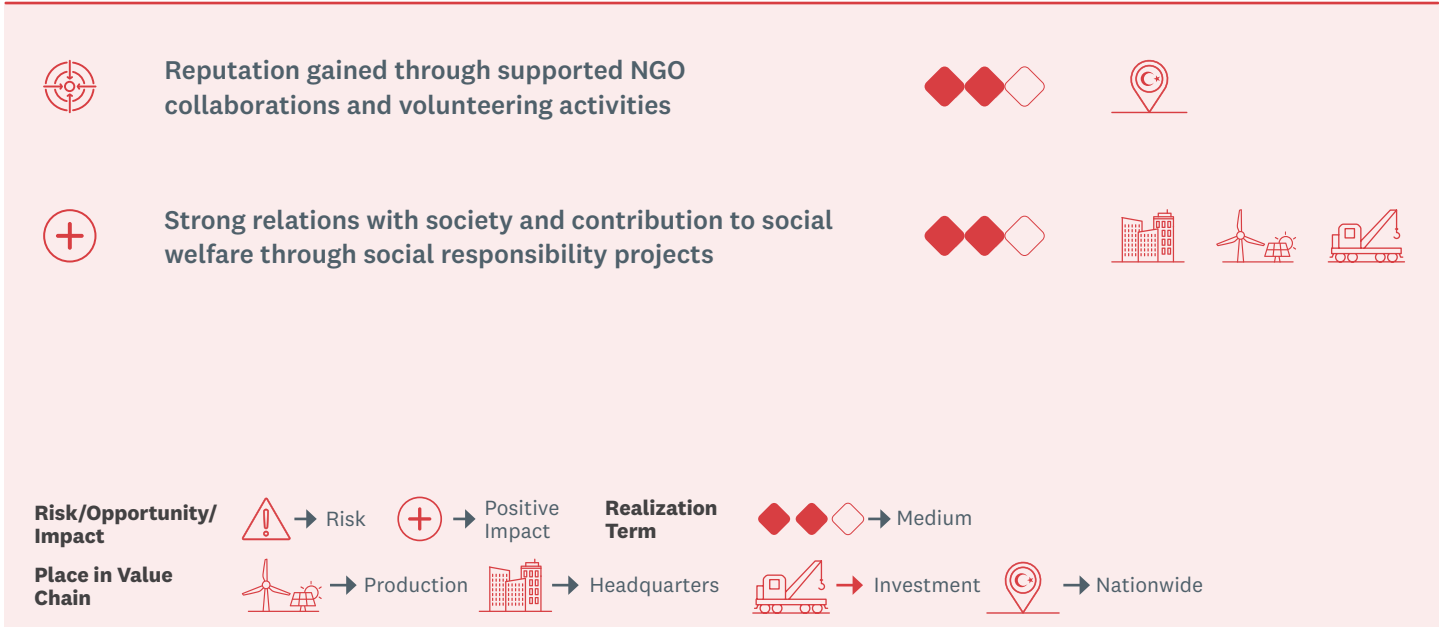 Reputation gained through supported NGO
collaborations and volunteering activities
Strong relations with society and contribution to social
welfare through social responsibility projects
Risk/Opportunity/
Impact
Risk
Positive
Impact
Realization
Term
Medium
Place in Value
Chain
Production
Headquarters
Investment
Nationwide